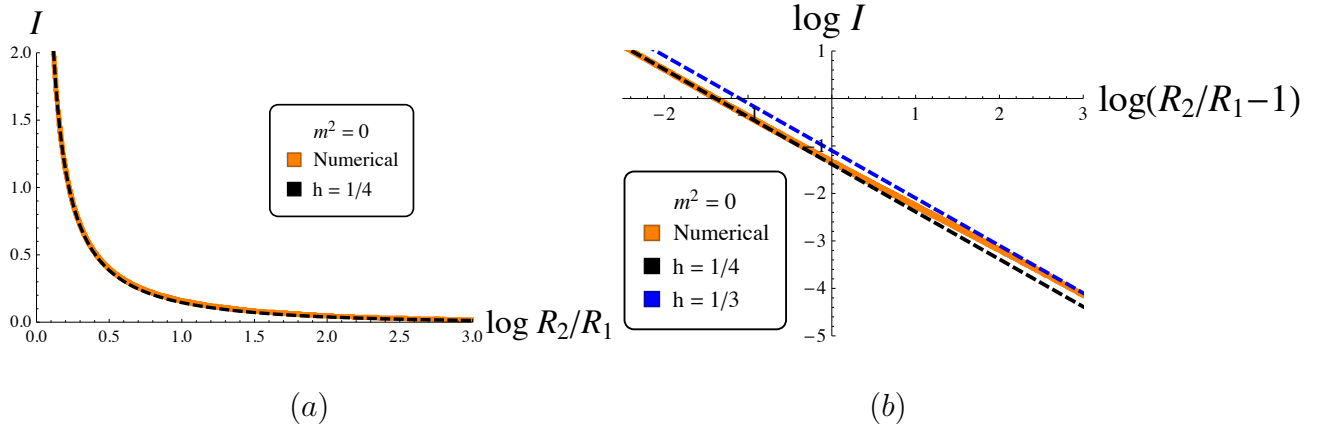 I
2.0
1.5
1.0
0.5
0.0
0.0 0.5 1.0 1.5 2.0 2.5 3.0
log R₂/R₁
m² = 0
Numerical
h = 1/4
(a)
log I
1
log(R₂/R₁−1)
−2 −1 1 2 3
−1
−2
−3
−4
−5
m² = 0
Numerical
h = 1/4
h = 1/3
(b)